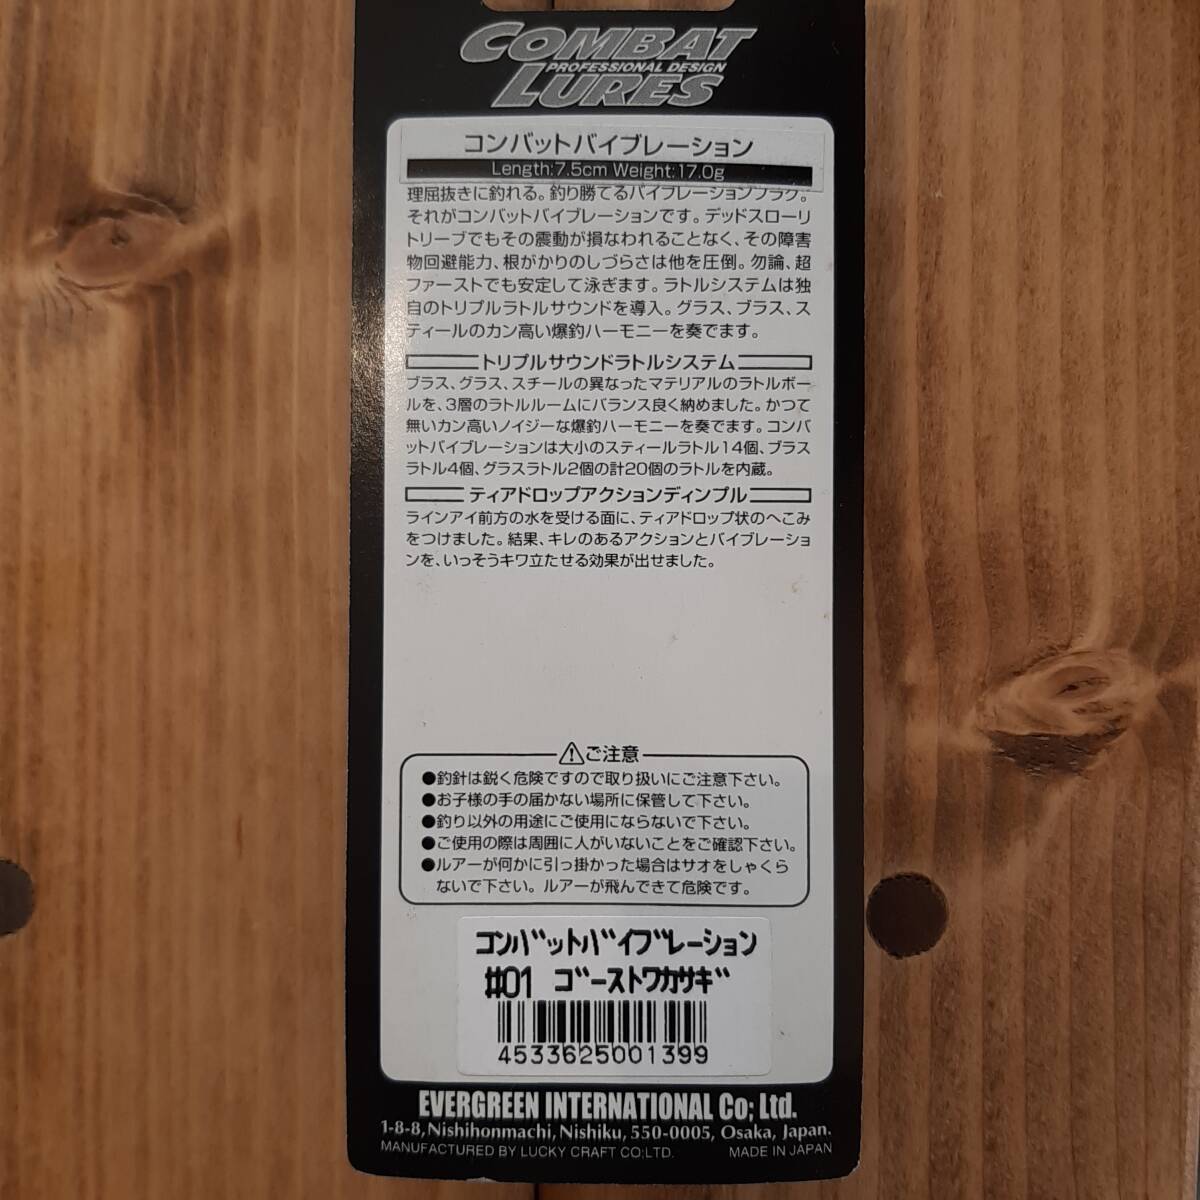 COMBAT
PROFESSIONAL DESIGN
LURES
コンバットバイブレーション
Length:7.5cm Weight:17.0g
理屈抜きに釣れる。釣り勝てるバイブレーションプラグ。
それがコンバットバイブレーションです。デッドスローリ
トリーブでもその震動が損なわれることなく、その障害
物回避能力、根がかりのしづらさは他を圧倒。勿論、超
ファーストでも安定して泳ぎます。ラトルシステムは独
自のトリプルラトルサウンドを導入。グラス、ブラス、ス
ティールのカン高い爆釣ハーモニーを奏でます。
トリプルサウンドラトルシステム
ブラス、グラス、スチールの異なったマテリアルのラトルボー
ルを、3層のラトルルームにバランス良く納めました。かつて
無いカン高いノイジーな爆釣ハーモニーを奏でます。コンバ
ットバイブレーションは大小のスティールラトル14個、ブラス
ラトル4個、グラスラトル2個の計20個のラトルを内蔵。
ティアドロップアクションディンプル
ラインアイ前方の水を受ける面に、ティアドロップ状のへこみ
をつけました。結果、キレのあるアクションとバイブレーショ
ンを、いっそうキワ立たせる効果が出せました。
ご注意
●釣針は鋭く危険ですので取り扱いにご注意下さい。
●お子様の手の届かない場所に保管して下さい。
●釣り以外の用途にご使用にならないで下さい。
●ご使用の際は周囲に人がいないことをご確認下さい。
●ルアーが何かに引っ掛かった場合はサオをしゃくら
ないで下さい。ルアーが飛んできて危険です。
コンバットバイブレーション
#01 ゴーストワカサギ
4533625001399
EVERGREEN INTERNATIONAL Co; Ltd.
1-8-8, Nishihonmachi, Nishiku, 550-0005, Osaka, Japan.
MANUFACTURED BY LUCKY CRAFT CO;LTD. MADE IN JAPAN